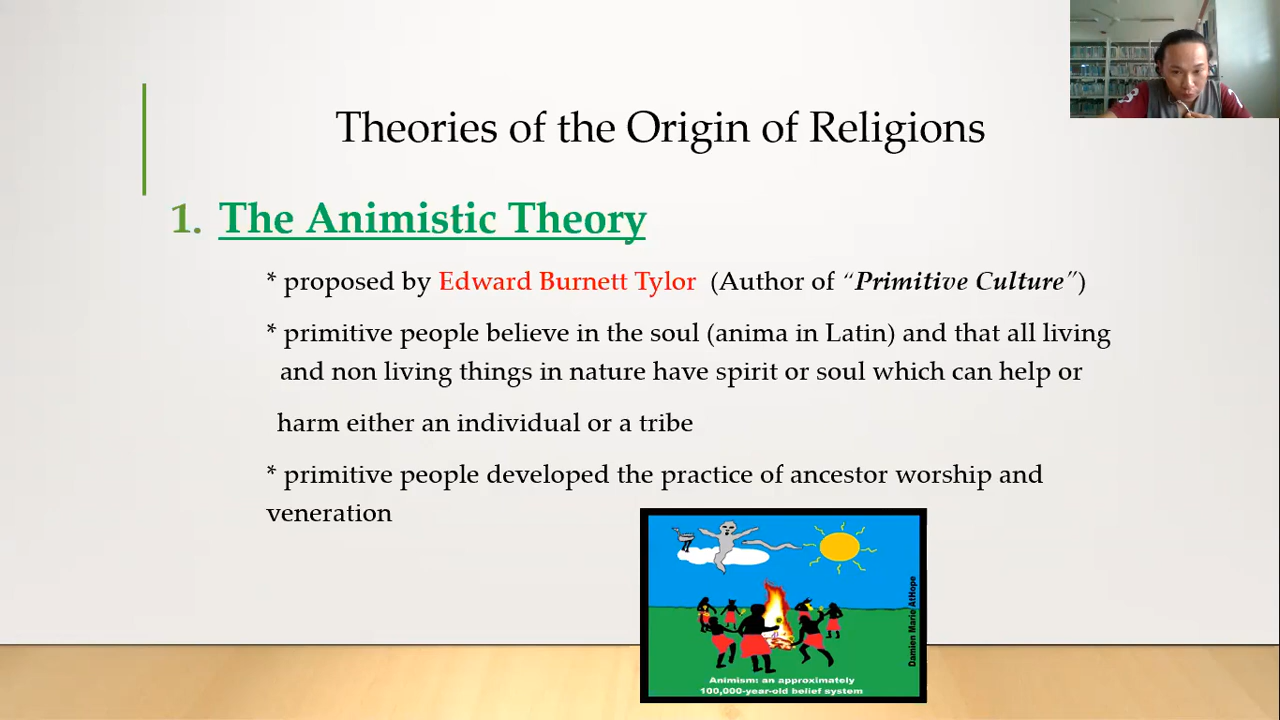 Theories of the Origin of Religions
1. The Animistic Theory
* proposed by Edward Burnett Tylor (Author of “Primitive Culture”)
* primitive people believe in the soul (anima in Latin) and that all living
and non living things in nature have spirit or soul which can help or
harm either an individual or a tribe
* primitive people developed the practice of ancestor worship and
veneration
Damien Marie AtHope
Animism: an approximately
100,000-year-old belief system